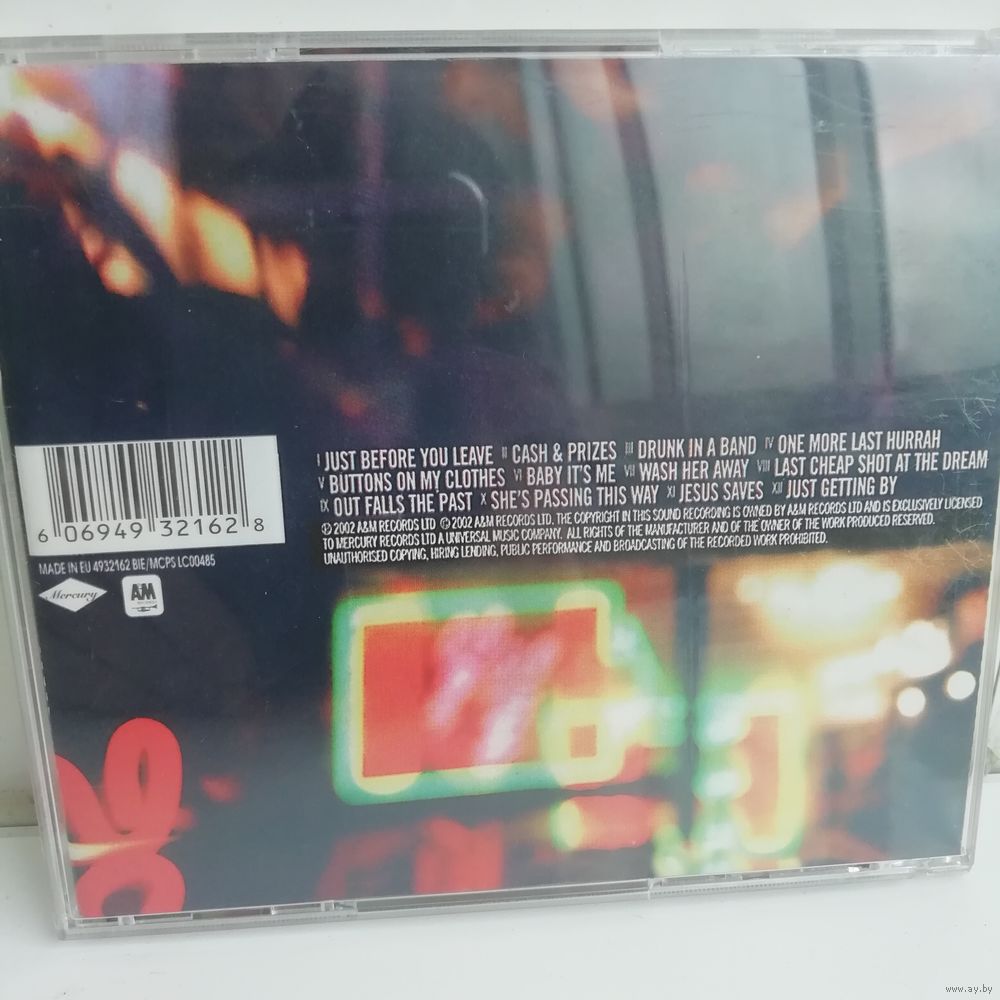 I JUST BEFORE YOU LEAVE II CASH & PRIZES III DRUNK IN A BAND IV ONE MORE LAST HURRAH
V BUTTONS ON MY CLOTHES VI BABY IT'S ME VII WASH HER AWAY VIII LAST CHEAP SHOT AT THE DREAM
IX OUT FALLS THE PAST X SHE'S PASSING THIS WAY XI JESUS SAVES XII JUST GETTING BY
℗ 2002 A&M RECORDS LTD © 2002 A&M RECORDS LTD. THE COPYRIGHT IN THIS SOUND RECORDING IS OWNED BY A&M RECORDS LTD AND IS EXCLUSIVELY LICENSED
TO MERCURY RECORDS LTD A UNIVERSAL MUSIC COMPANY. ALL RIGHTS OF THE MANUFACTURER AND OF THE OWNER OF THE WORK PRODUCED RESERVED.
UNAUTHORISED COPYING, HIRING LENDING, PUBLIC PERFORMANCE AND BROADCASTING OF THE RECORDED WORK PROHIBITED.
6 06949 32162 8
MADE IN EU 4932162 BIE/MCPS LC00485
Mercury
A&M
www.ay.by